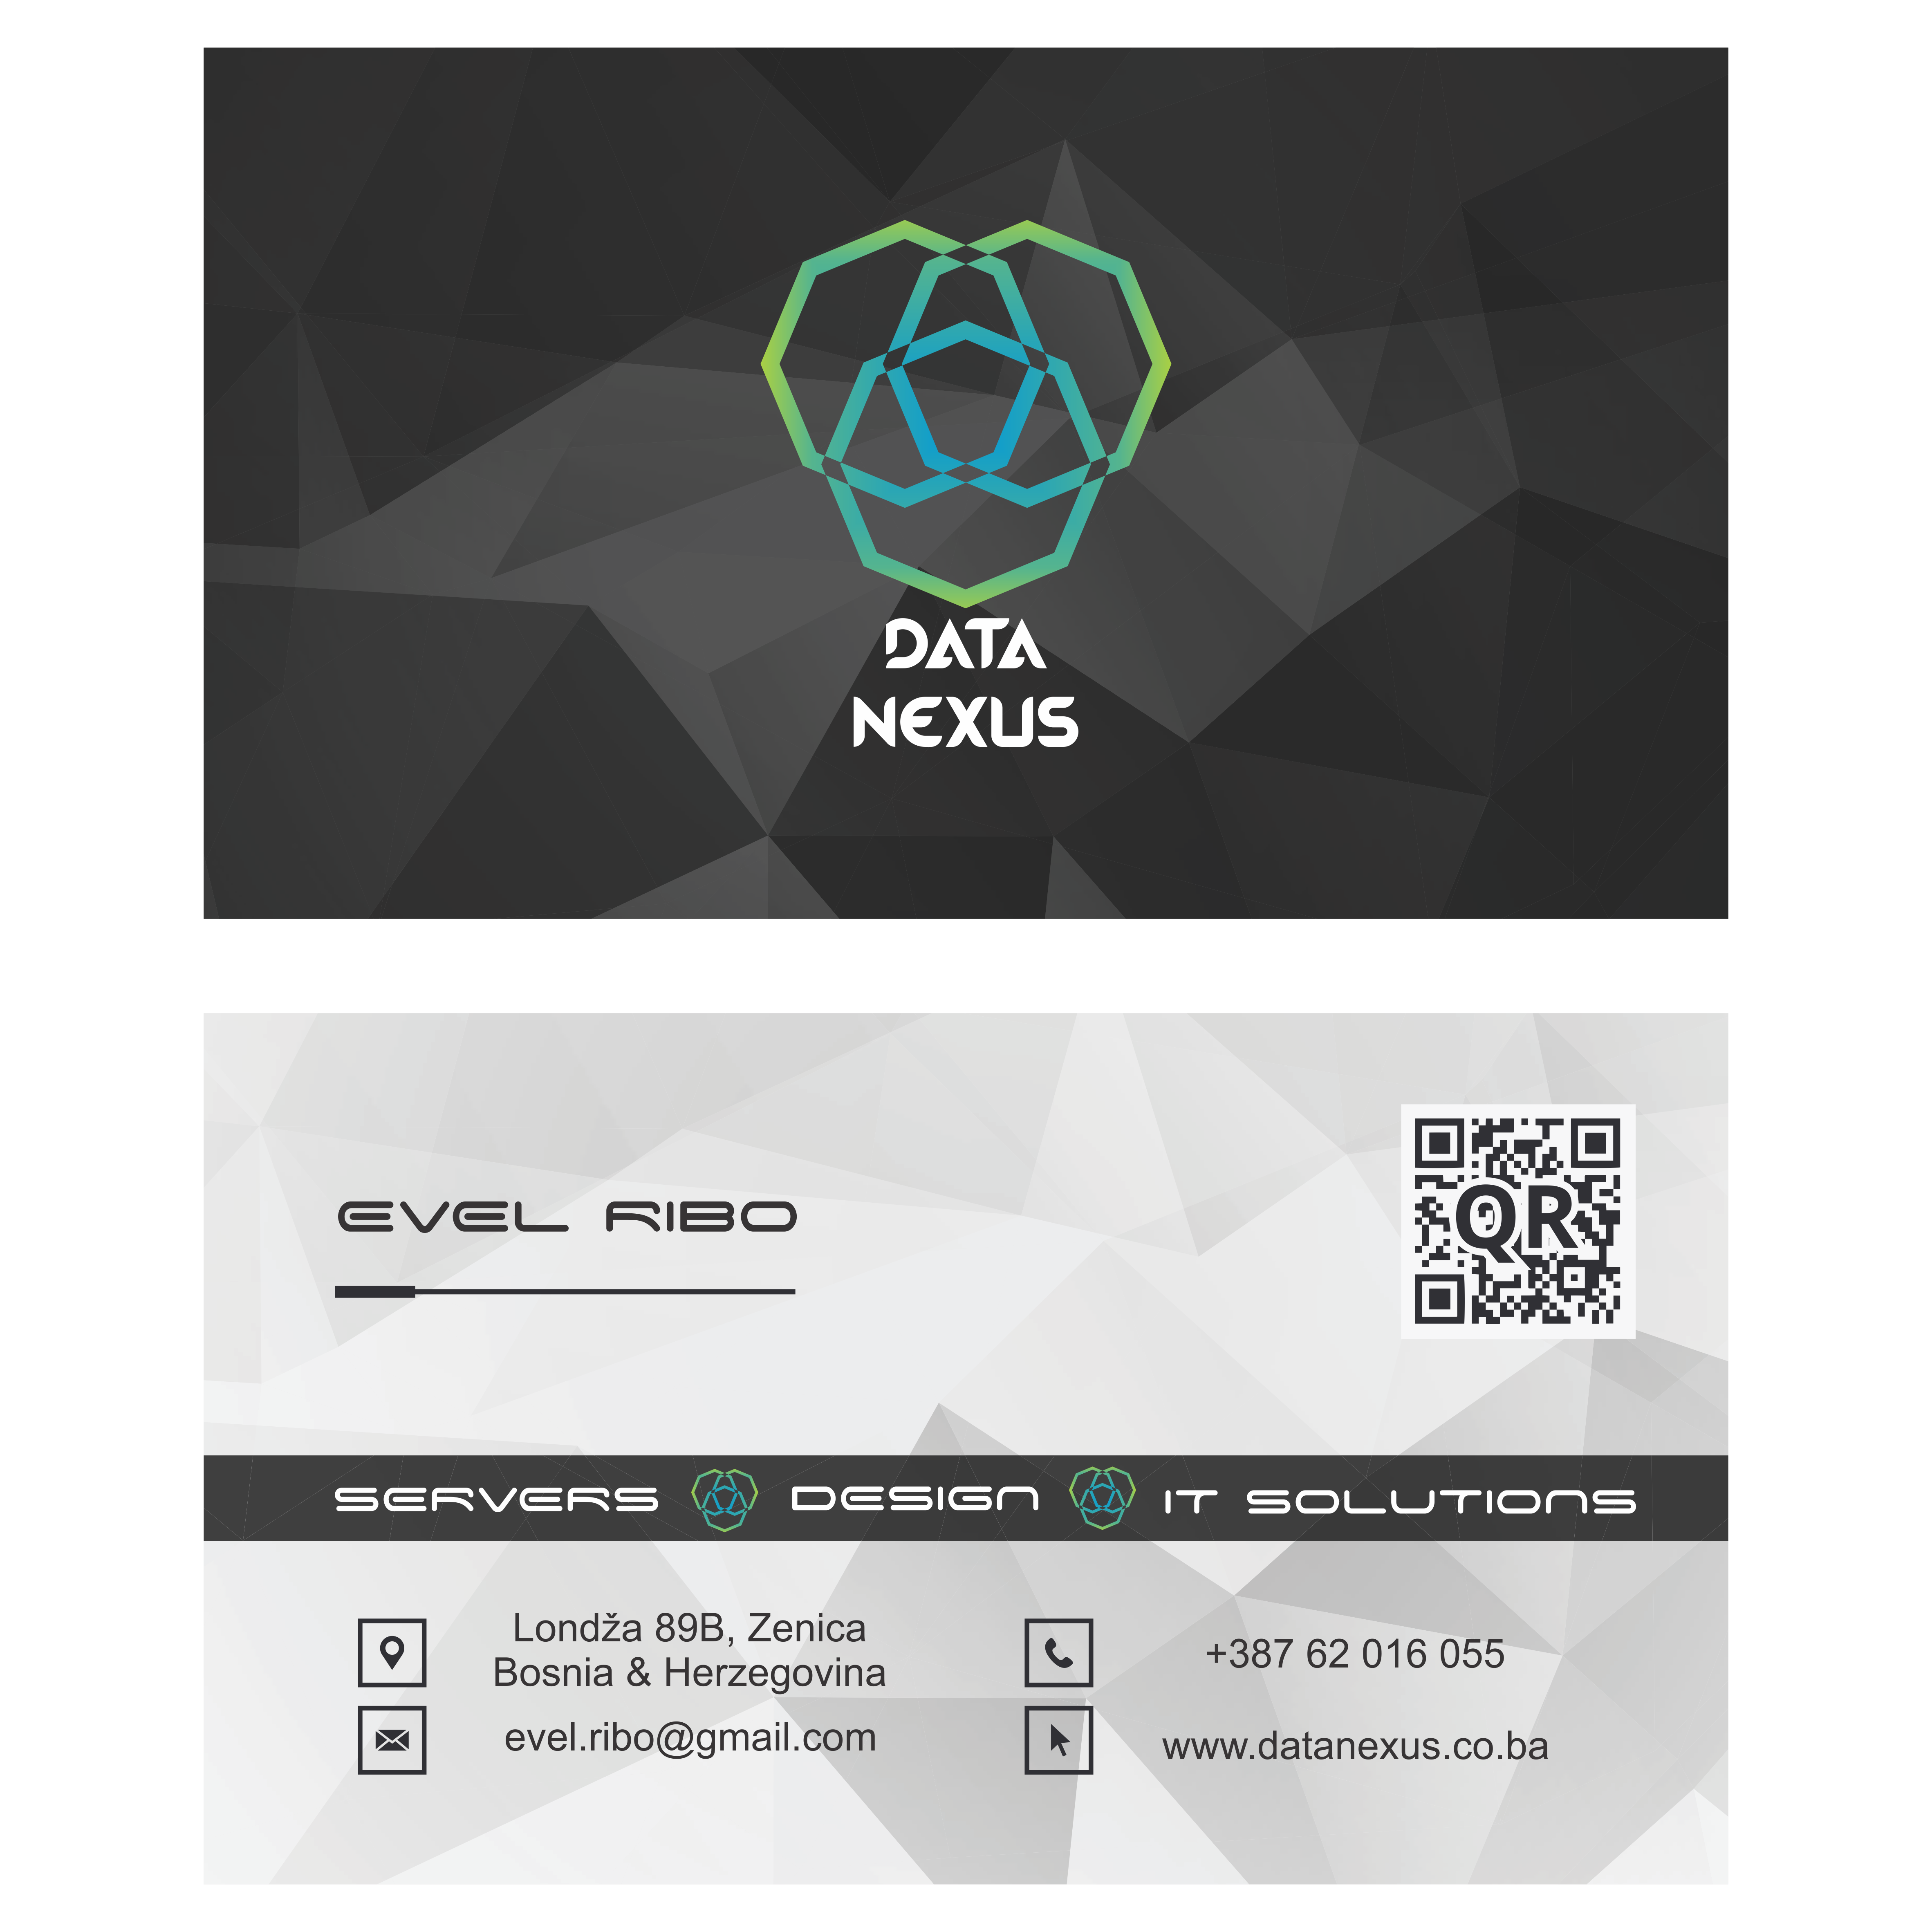 DATA
NEXUS
EVEL RIBO
QR
SERVERS DESIGN IT SOLUTIONS
Londža 89B, Zenica
Bosnia & Herzegovina
+387 62 016 055
evel.ribo@gmail.com
www.datanexus.co.ba